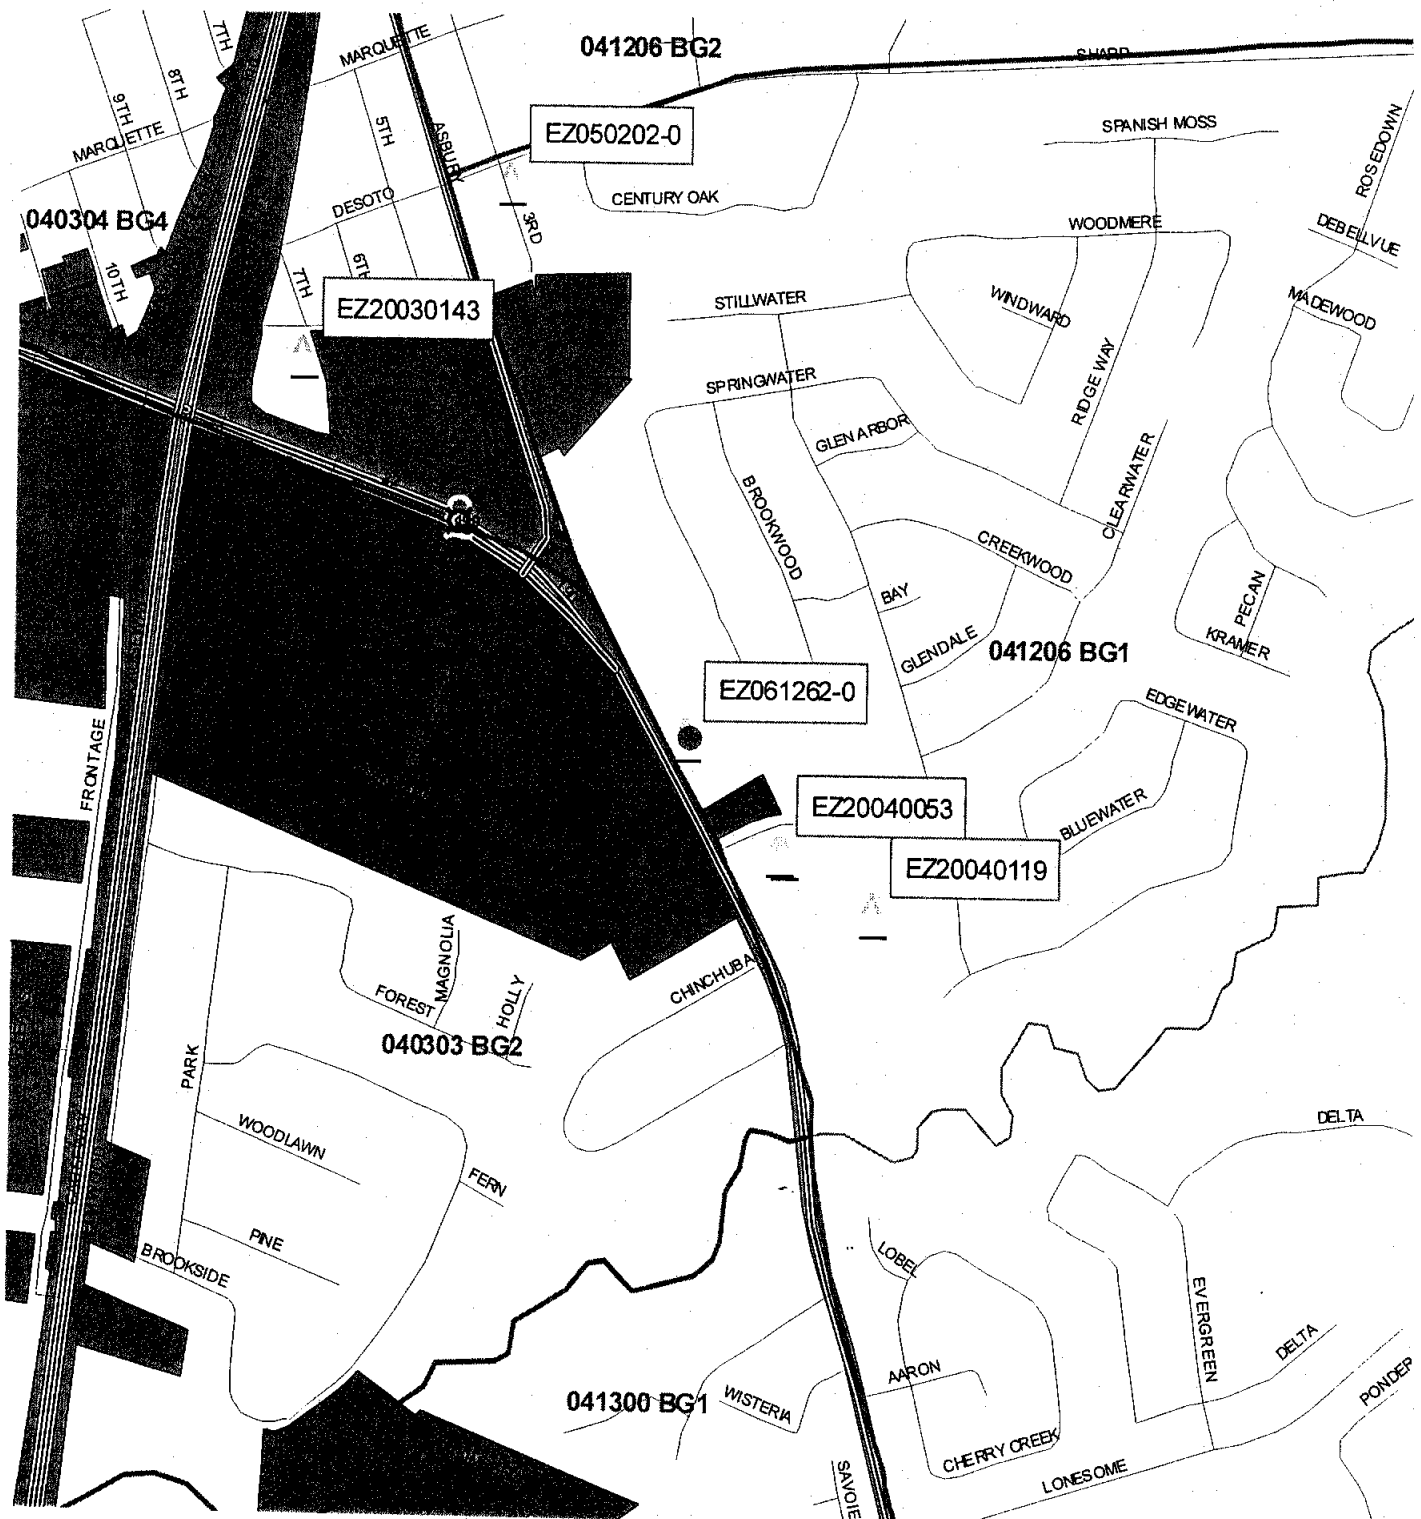 7TH
MARQUETTE
041206 BG2
SHARP
8TH
9TH
5TH
ASBURY
EZ050202-0
SPANISH MOSS
ROSEDOWN
MARQUETTE
CENTURY OAK
DESOTO
040304 BG4
3RD
WOODMERE
DEBELLVUE
10TH
7TH
6TH
EZ20030143
STILLWATER
WINDWARD
MADEWOOD
SPRINGWATER
RIDGEWAY
GLEN ARBOR
CLEARWATER
BROOKWOOD
CREEKWOOD
BAY
PECAN
GLENDALE
041206 BG1
KRAMER
EZ061262-0
EDGEWATER
FRONTAGE
EZ20040053
BLUEWATER
EZ20040119
MAGNOLIA
CHINCHUBA
FOREST
HOLLY
040303 BG2
PARK
WOODLAWN
DELTA
FERN
PINE
BROOKSIDE
LOBEL
EVERGREEN
DELTA
AARON
PONDER
041300 BG1
WISTERIA
CHERRY CREEK
LONESOME
SAVOIE